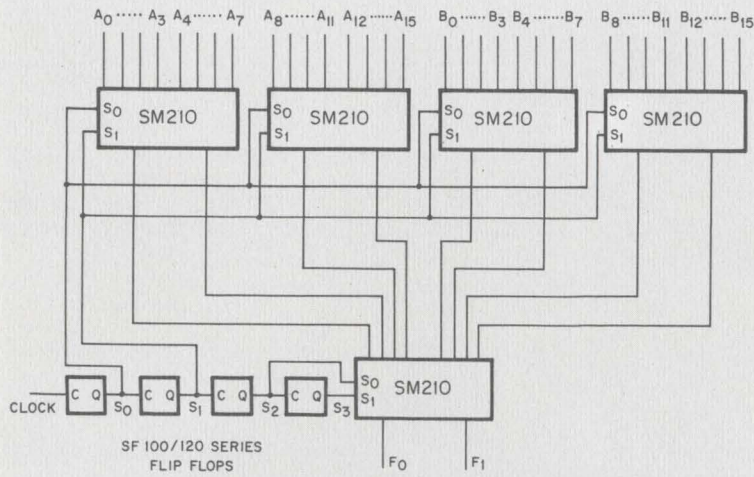 A0 ...... A3 A4 ...... A7 A8 ...... A11 A12 ...... A15 B0 ...... B3 B4 ...... B7 B8 ...... B11 B12 ...... B15
S0 S0 S0 S0
SM210 SM210 SM210 SM210
S1 S1 S1 S1
S0
SM210
S1
C Q C Q C Q C Q
CLOCK S0 S1 S2 S3
SF 100/120 SERIES
FLIP FLOPS
F0 F1